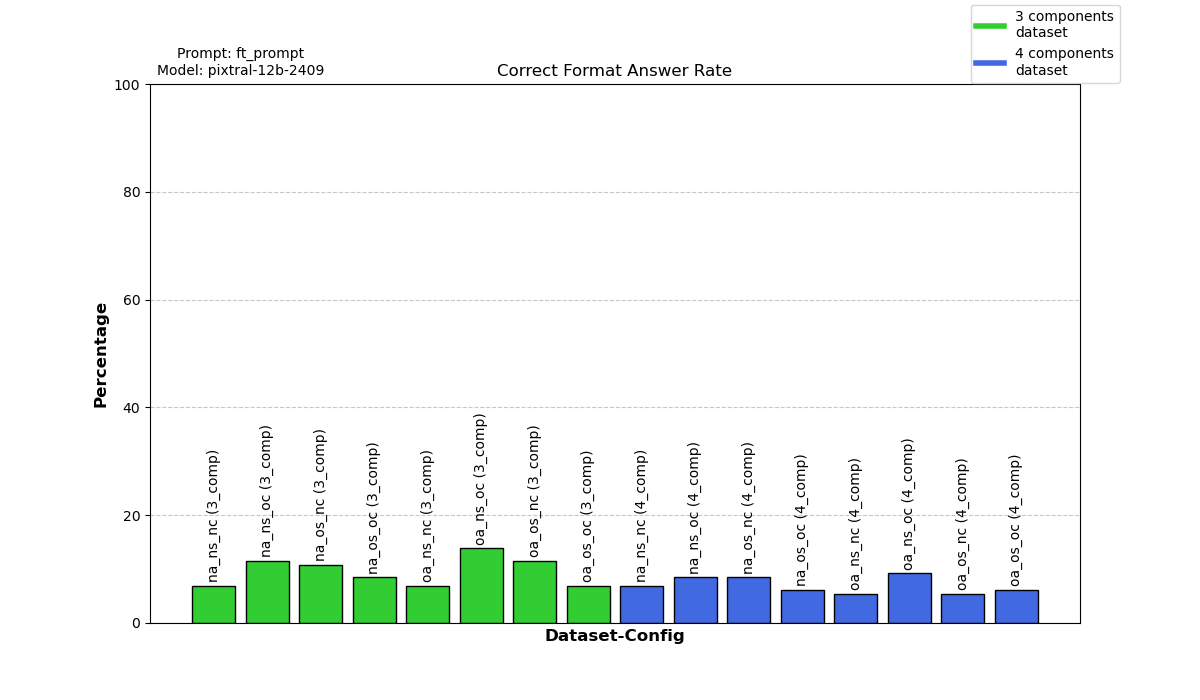 3 components
dataset
4 components
dataset
Prompt: ft_prompt
Model: pixtral-12b-2409
Correct Format Answer Rate
100
80
60
40
20
0
Percentage
na_ns_nc (3_comp)
na_ns_oc (3_comp)
na_os_nc (3_comp)
na_os_oc (3_comp)
oa_ns_nc (3_comp)
oa_ns_oc (3_comp)
oa_os_nc (3_comp)
oa_os_oc (3_comp)
na_ns_nc (4_comp)
na_ns_oc (4_comp)
na_os_nc (4_comp)
na_os_oc (4_comp)
oa_ns_nc (4_comp)
oa_ns_oc (4_comp)
oa_os_nc (4_comp)
oa_os_oc (4_comp)
Dataset-Config